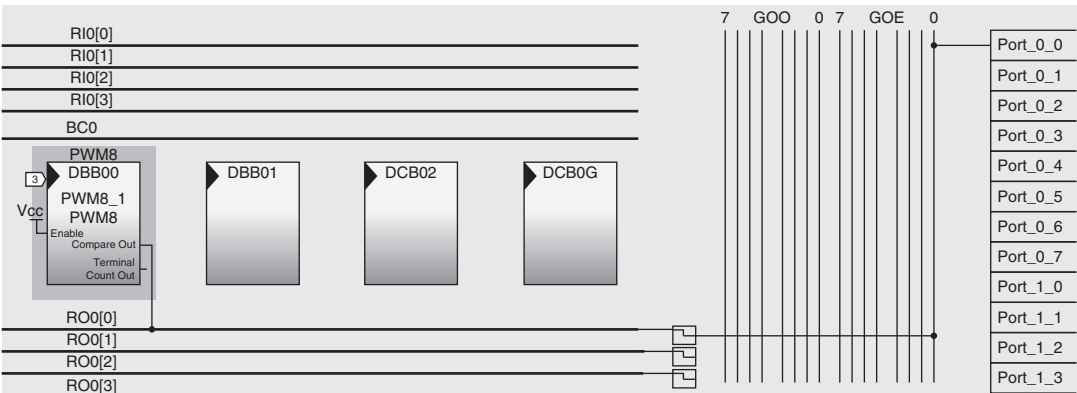 7 GOO 0 7 GOE 0
RI0[0]
RI0[1]
RI0[2]
RI0[3]
BC0
PWM8
3
DBB00
PWM8_1
PWM8
Vcc
Enable
Compare Out
Terminal
Count Out
DBB01
DCB02
DCB0G
RO0[0]
RO0[1]
RO0[2]
RO0[3]
Port_0_0
Port_0_1
Port_0_2
Port_0_3
Port_0_4
Port_0_5
Port_0_6
Port_0_7
Port_1_0
Port_1_1
Port_1_2
Port_1_3